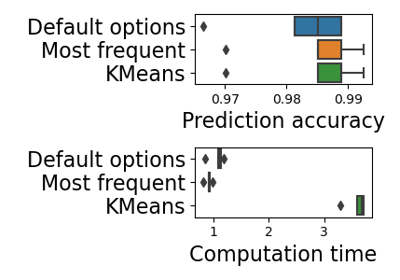 Default options
Most frequent
KMeans
0.97 0.98 0.99
Prediction accuracy
Default options
Most frequent
KMeans
1 2 3
Computation time